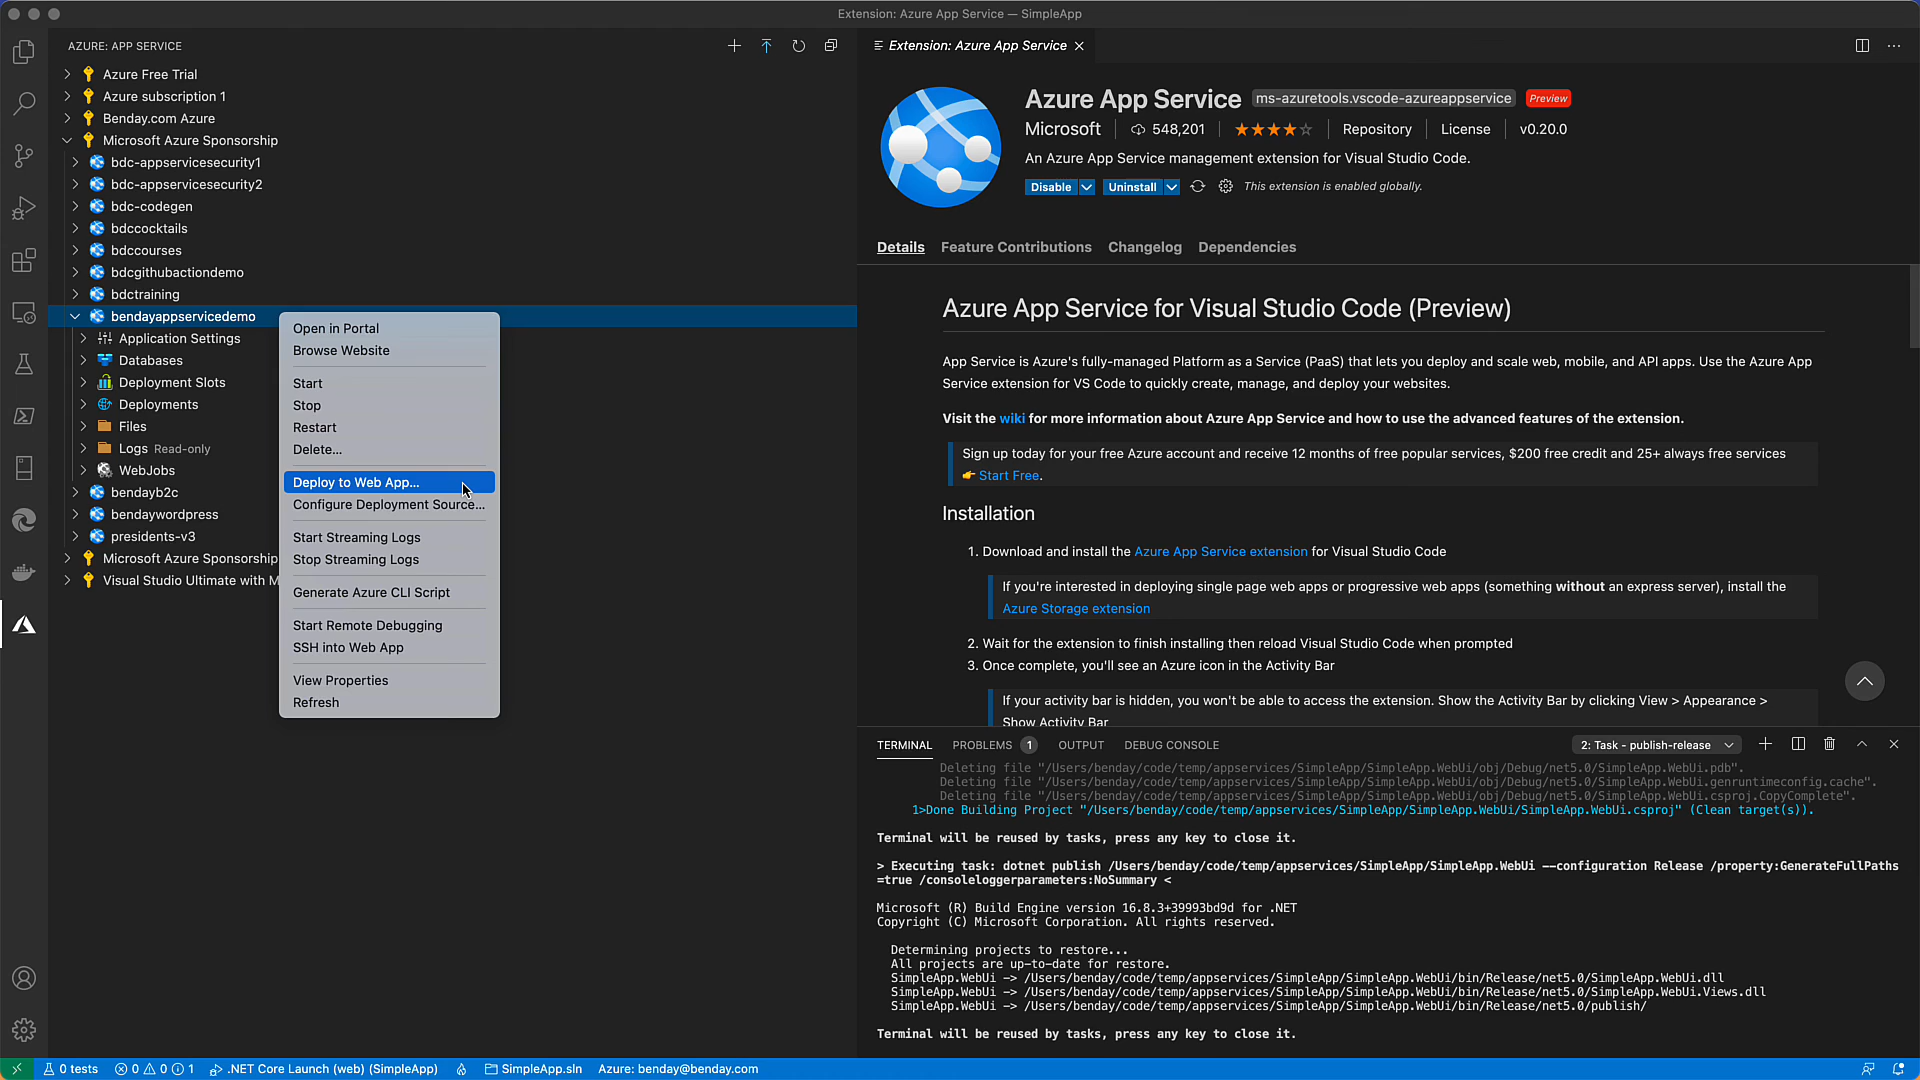 Extension: Azure App Service — SimpleApp
AZURE: APP SERVICE
Azure Free Trial
Azure subscription 1
Benday.com Azure
Microsoft Azure Sponsorship
bdc-appservicesecurity1
bdc-appservicesecurity2
bdc-codegen
bdccocktails
bdccourses
bdcgithubactiondemo
bdctraining
bendayappservicedemo
Application Settings
Databases
Deployment Slots
Deployments
Files
Logs Read-only
WebJobs
bendayb2c
bendaywordpress
presidents-v3
Microsoft Azure Sponsorship
Visual Studio Ultimate with M
Open in Portal
Browse Website
Start
Stop
Restart
Delete...
Deploy to Web App...
Configure Deployment Source...
Start Streaming Logs
Stop Streaming Logs
Generate Azure CLI Script
Start Remote Debugging
SSH into Web App
View Properties
Refresh
Extension: Azure App Service
Azure App Service ms-azuretools.vscode-azureappservice Preview
Microsoft 548,201 Repository License v0.20.0
An Azure App Service management extension for Visual Studio Code.
Disable Uninstall This extension is enabled globally.
Details Feature Contributions Changelog Dependencies
Azure App Service for Visual Studio Code (Preview)
App Service is Azure's fully-managed Platform as a Service (PaaS) that lets you deploy and scale web, mobile, and API apps. Use the Azure App
Service extension for VS Code to quickly create, manage, and deploy your websites.
Visit the wiki for more information about Azure App Service and how to use the advanced features of the extension.
Sign up today for your free Azure account and receive 12 months of free popular services, $200 free credit and 25+ always free services
👉 Start Free.
Installation
1. Download and install the Azure App Service extension for Visual Studio Code
If you're interested in deploying single page web apps or progressive web apps (something without an express server), install the
Azure Storage extension
2. Wait for the extension to finish installing then reload Visual Studio Code when prompted
3. Once complete, you'll see an Azure icon in the Activity Bar
If your activity bar is hidden, you won't be able to access the extension. Show the Activity Bar by clicking View > Appearance >
Show Activity Bar
TERMINAL PROBLEMS 1 OUTPUT DEBUG CONSOLE 2: Task - publish-release
Deleting file "/Users/benday/code/temp/appservices/SimpleApp/SimpleApp.WebUi/obj/Debug/net5.0/SimpleApp.WebUi.pdb".
Deleting file "/Users/benday/code/temp/appservices/SimpleApp/SimpleApp.WebUi/obj/Debug/net5.0/SimpleApp.WebUi.genruntimeconfig.cache".
Deleting file "/Users/benday/code/temp/appservices/SimpleApp/SimpleApp.WebUi/obj/Debug/net5.0/SimpleApp.WebUi.csproj.CopyComplete".
1>Done Building Project "/Users/benday/code/temp/appservices/SimpleApp/SimpleApp.WebUi/SimpleApp.WebUi.csproj" (Clean target(s)).
Terminal will be reused by tasks, press any key to close it.
> Executing task: dotnet publish /Users/benday/code/temp/appservices/SimpleApp/SimpleApp.WebUi --configuration Release /property:GenerateFullPaths
=true /consoleloggerparameters:NoSummary <
Microsoft (R) Build Engine version 16.8.3+39993bd9d for .NET
Copyright (C) Microsoft Corporation. All rights reserved.
Determining projects to restore...
All projects are up-to-date for restore.
SimpleApp.WebUi -> /Users/benday/code/temp/appservices/SimpleApp/SimpleApp.WebUi/bin/Release/net5.0/SimpleApp.WebUi.dll
SimpleApp.WebUi -> /Users/benday/code/temp/appservices/SimpleApp/SimpleApp.WebUi/bin/Release/net5.0/SimpleApp.WebUi.Views.dll
SimpleApp.WebUi -> /Users/benday/code/temp/appservices/SimpleApp/SimpleApp.WebUi/bin/Release/net5.0/publish/
Terminal will be reused by tasks, press any key to close it.
0 tests 0 0 1 .NET Core Launch (web) (SimpleApp) SimpleApp.sln Azure: benday@benday.com